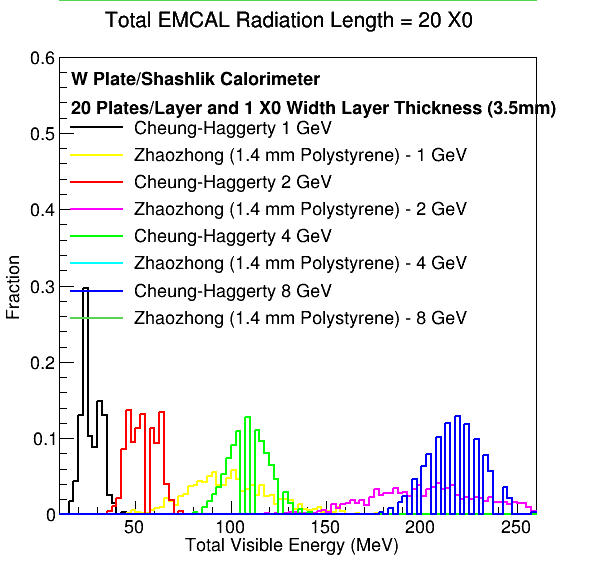 Total EMCAL Radiation Length = 20 X0
W Plate/Shashlik Calorimeter
20 Plates/Layer and 1 X0 Width Layer Thickness (3.5mm)
Cheung-Haggerty 1 GeV
Zhaozhong (1.4 mm Polystyrene) - 1 GeV
Cheung-Haggerty 2 GeV
Zhaozhong (1.4 mm Polystyrene) - 2 GeV
Cheung-Haggerty 4 GeV
Zhaozhong (1.4 mm Polystyrene) - 4 GeV
Cheung-Haggerty 8 GeV
Zhaozhong (1.4 mm Polystyrene) - 8 GeV
Fraction
0.6
0.5
0.4
0.3
0.2
0.1
0
50 100 150 200 250
Total Visible Energy (MeV)